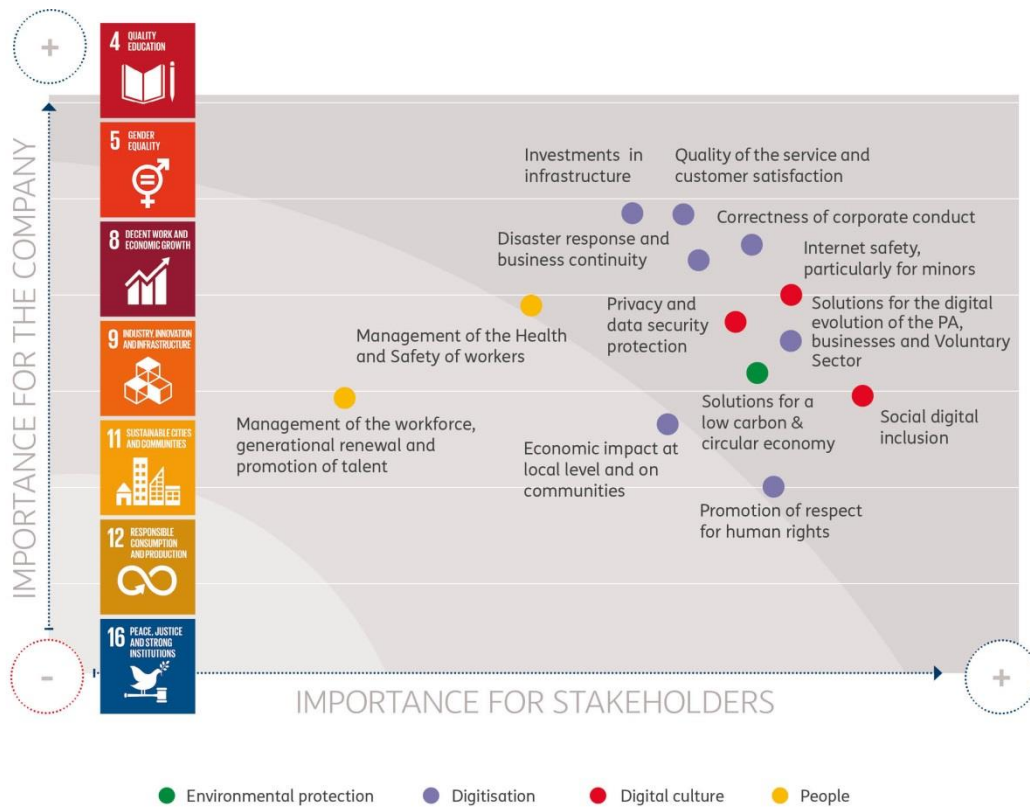 +
4 QUALITY
EDUCATION
5 GENDER
EQUALITY
8 DECENT WORK AND
ECONOMIC GROWTH
9 INDUSTRY, INNOVATION
AND INFRASTRUCTURE
11 SUSTAINABLE CITIES
AND COMMUNITIES
12 RESPONSIBLE
CONSUMPTION
AND PRODUCTION
16 PEACE, JUSTICE
AND STRONG
INSTITUTIONS
IMPORTANCE FOR THE COMPANY
Investments in
infrastructure
Quality of the service and
customer satisfaction
Correctness of corporate conduct
Disaster response and
business continuity
Internet safety,
particularly for minors
Privacy and
data security
protection
Solutions for the digital
evolution of the PA,
businesses and Voluntary
Sector
Management of the Health
and Safety of workers
Solutions for a
low carbon &
circular economy
Social digital
inclusion
Management of the workforce,
generational renewal and
promotion of talent
Economic impact at
local level and on
communities
Promotion of respect
for human rights
-
+
IMPORTANCE FOR STAKEHOLDERS
Environmental protection
Digitisation
Digital culture
People